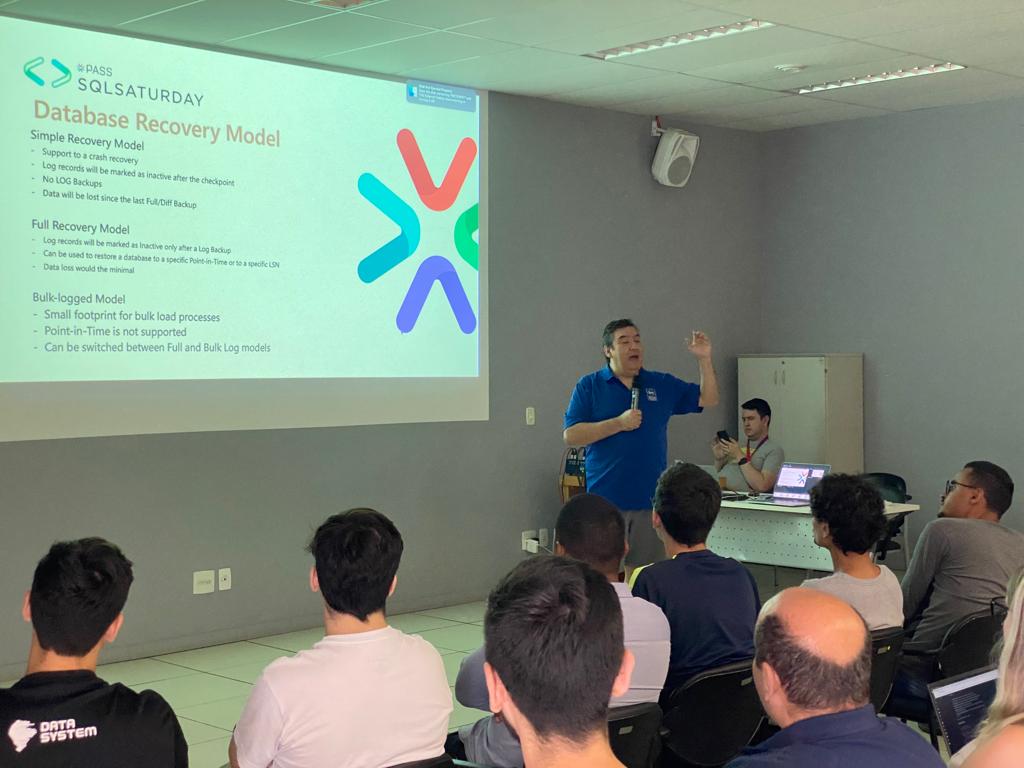 PASS
SQLSATURDAY
Database Recovery Model
Simple Recovery Model
- Support to a crash recovery
- Log records will be marked as inactive after the checkpoint
- No LOG Backups
- Data will be lost since the last Full/Diff Backup
Full Recovery Model
- Log records will be marked as Inactive only after a Log Backup
- Can be used to restore a database to a specific Point-in-Time or to a specific LSN
- Data loss would the minimal
Bulk-logged Model
- Small footprint for bulk load processes
- Point-in-Time is not supported
- Can be switched between Full and Bulk Log models
DATA
SYSTEM